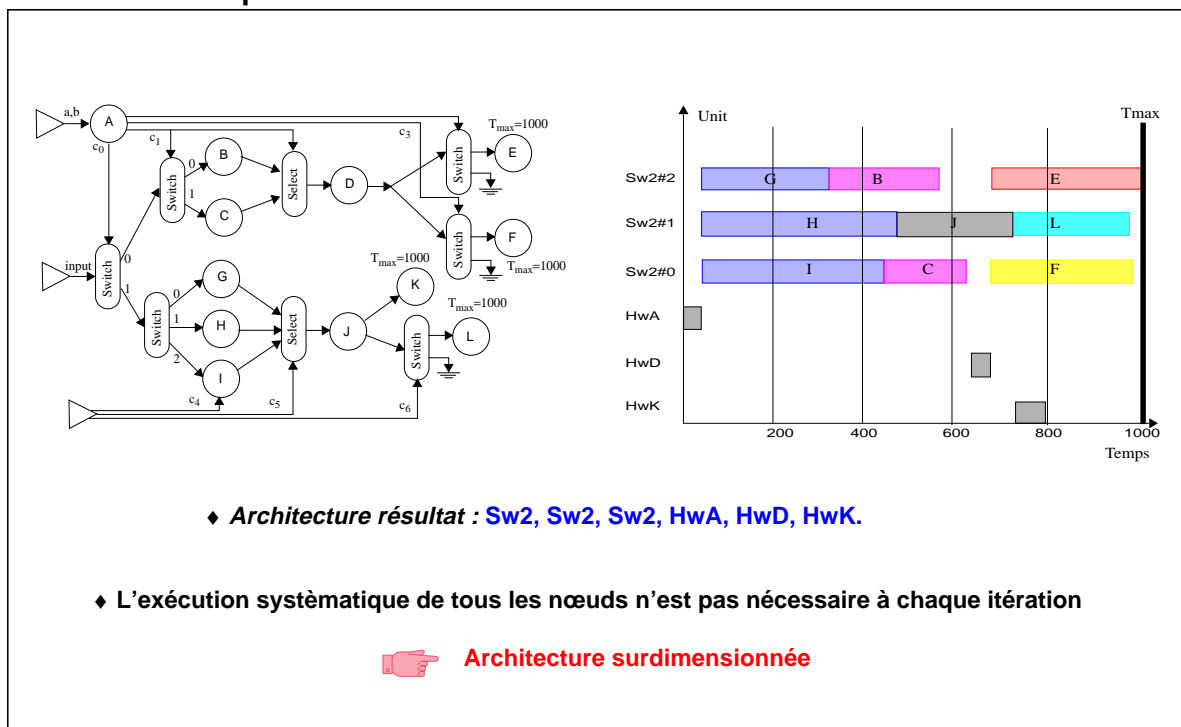 a,b
A
c0
c1
c3
Tmax=1000
B
0
Switch
1
C
Select
D
Switch
E
Switch
F
Tmax=1000
input
Switch
0
1
Switch
0
G
1
H
2
I
Select
J
Tmax=1000
K
Tmax=1000
L
Switch
c4
c5
c6
Unit
Tmax
Sw2#2
G
B
E
Sw2#1
H
J
L
Sw2#0
I
C
F
HwA
HwD
HwK
200
400
600
800
1000
Temps
♦ Architecture résultat : Sw2, Sw2, Sw2, HwA, HwD, HwK.
♦ L'exécution systèmatique de tous les nœuds n'est pas nécessaire à chaque itération
Architecture surdimensionnée